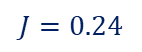 J = 0.24